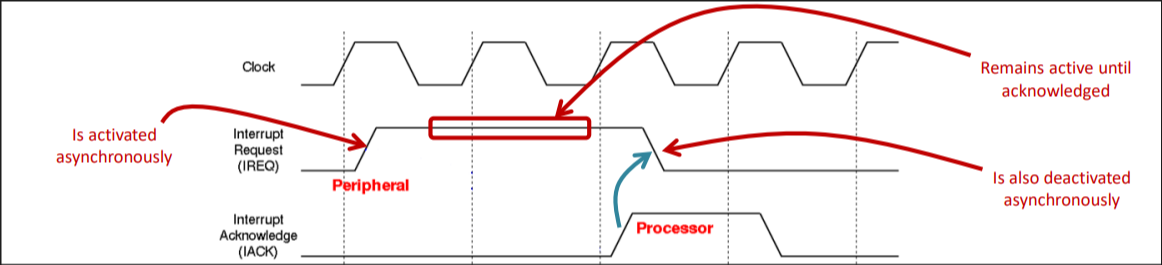 Clock
Remains active until
acknowledged
Is activated
asynchronously
Interrupt
Request
(IREQ)
Peripheral
Is also deactivated
asynchronously
Interrupt
Acknowledge
(IACK)
Processor